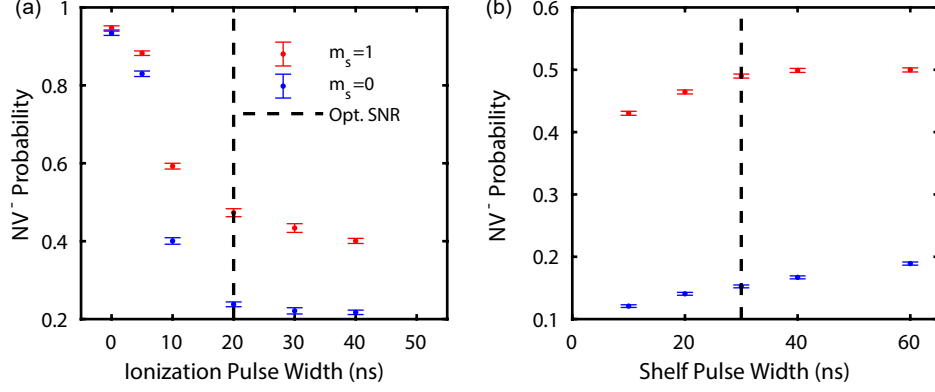 (a)
NV⁻ Probability
1
0.8
0.6
0.4
0.2
m_s=1
m_s=0
Opt. SNR
0 10 20 30 40 50
Ionization Pulse Width (ns)
(b)
NV⁻ Probability
0.6
0.5
0.4
0.3
0.2
0.1
0 20 40 60
Shelf Pulse Width (ns)